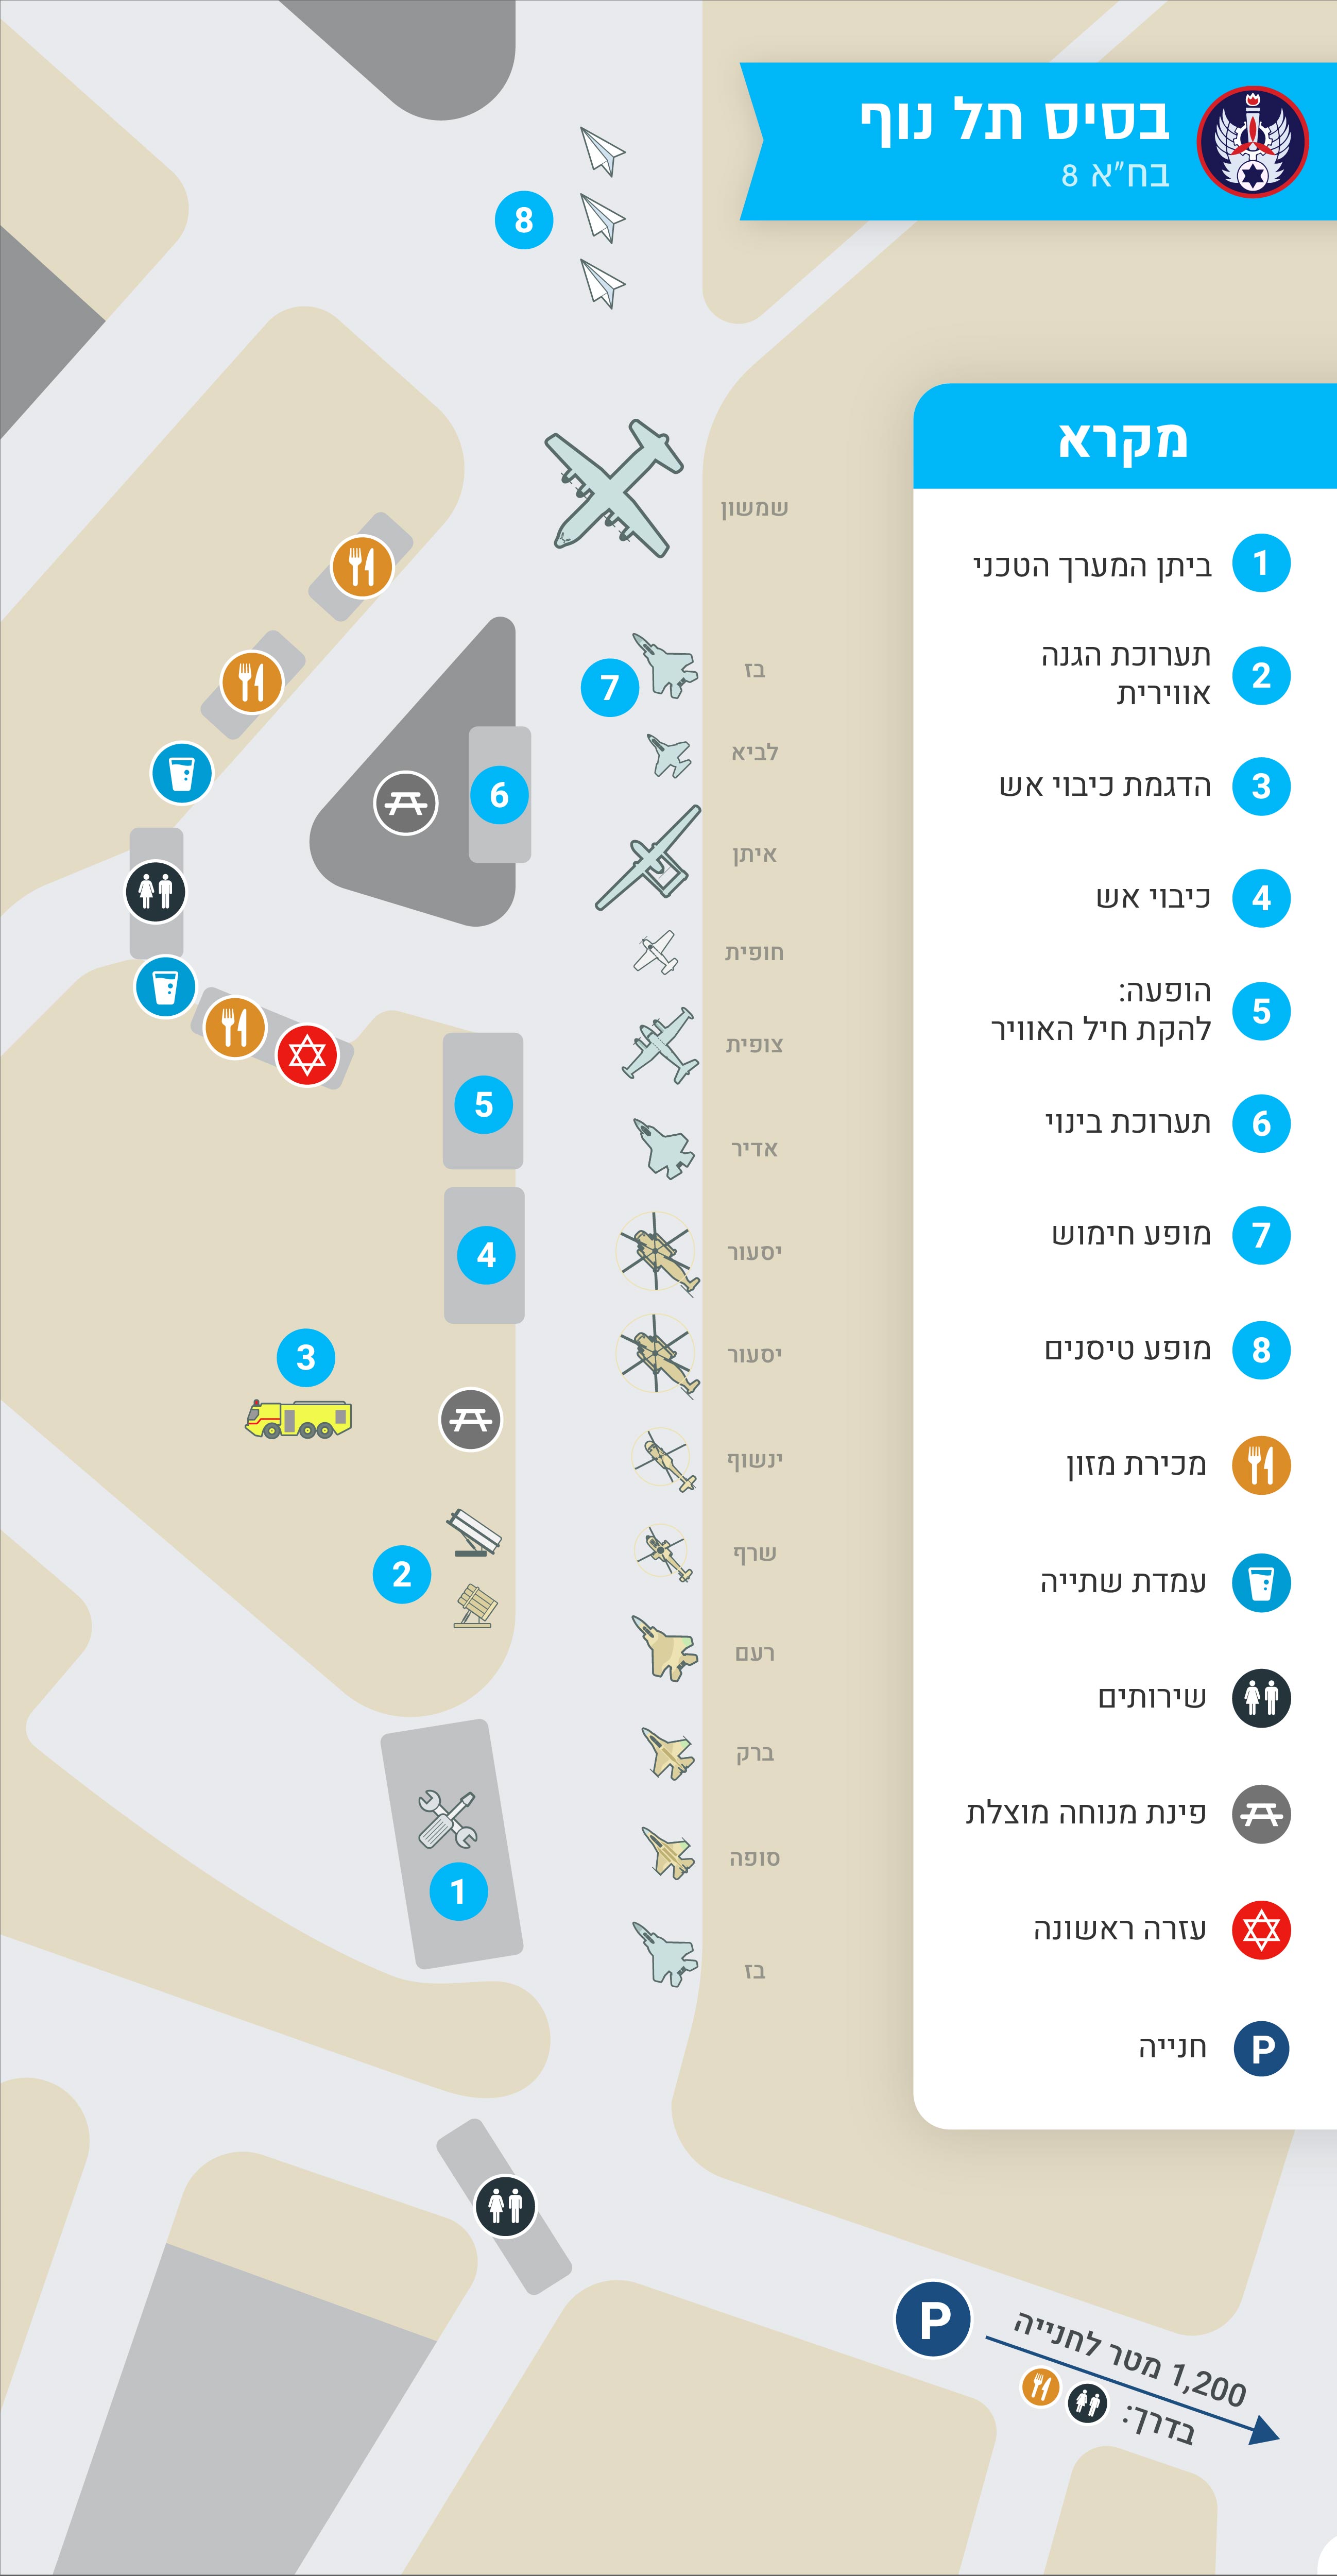 בסיס תל נוף
בח"א 8
מקרא
1 ביתן המערך הטכני
2 תערוכת הגנה
אווירית
3 הדגמת כיבוי אש
4 כיבוי אש
5 הופעה:
להקת חיל האוויר
6 תערוכת בינוי
7 מופע חימוש
8 מופע טיסנים
מכירת מזון
עמדת שתייה
שירותים
פינת מנוחה מוצלת
עזרה ראשונה
P חנייה
8
שמשון
בז
7
לביא
6
איתן
חופית
צופית
5
אדיר
יסעור
4
יסעור
3
ינשוף
שרף
2
רעם
ברק
סופה
1
בז
P
1,200 מטר לחנייה
בדרך: